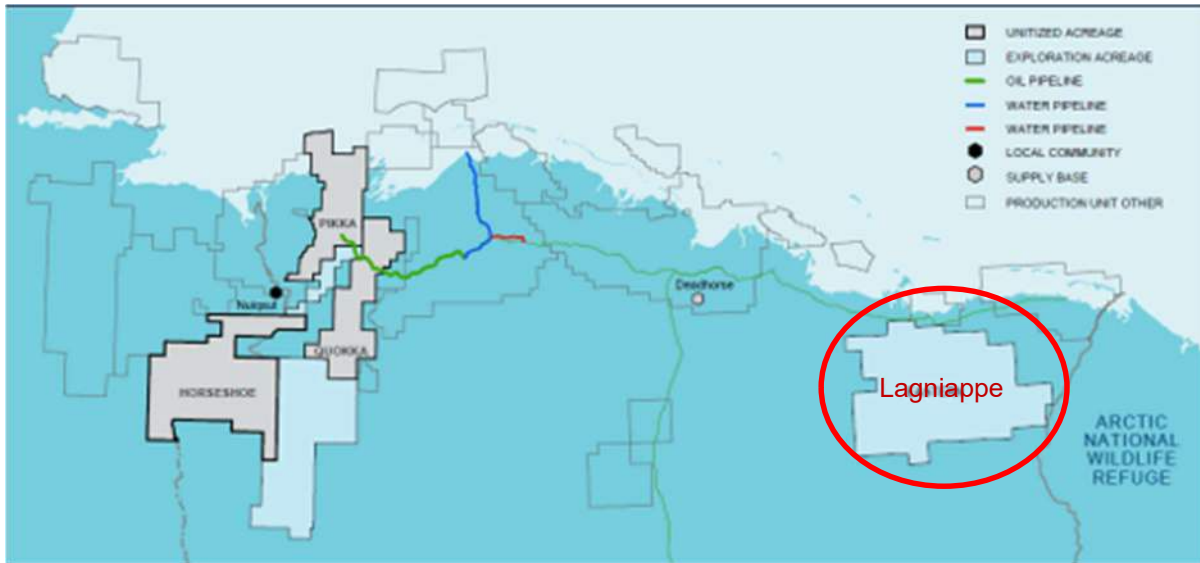 UNITIZED ACREAGE
EXPLORATION ACREAGE
OIL PIPELINE
WATER PIPELINE
WATER PIPELINE
LOCAL COMMUNITY
SUPPLY BASE
PRODUCTION UNIT OTHER
PIKKA
Nuiqsut
QUOKKA
HORSESHOE
Deadhorse
Lagniappe
ARCTIC
NATIONAL
WILDLIFE
REFUGE